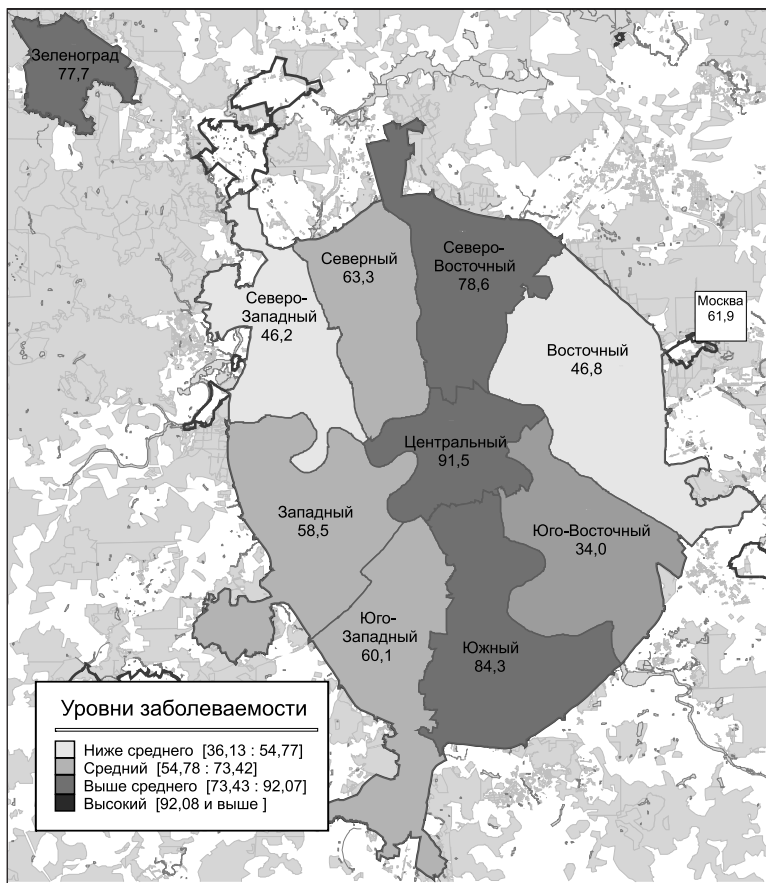 Зеленоград
77,7
Северный
63,3
Северо-
Восточный
78,6
Северо-
Западный
46,2
Москва
61,9
Восточный
46,8
Центральный
91,5
Западный
58,5
Юго-Восточный
34,0
Юго-
Западный
60,1
Южный
84,3
Уровни заболеваемости
Ниже среднего [36,13 : 54,77]
Средний [54,78 : 73,42]
Выше среднего [73,43 : 92,07]
Высокий [92,08 и выше ]